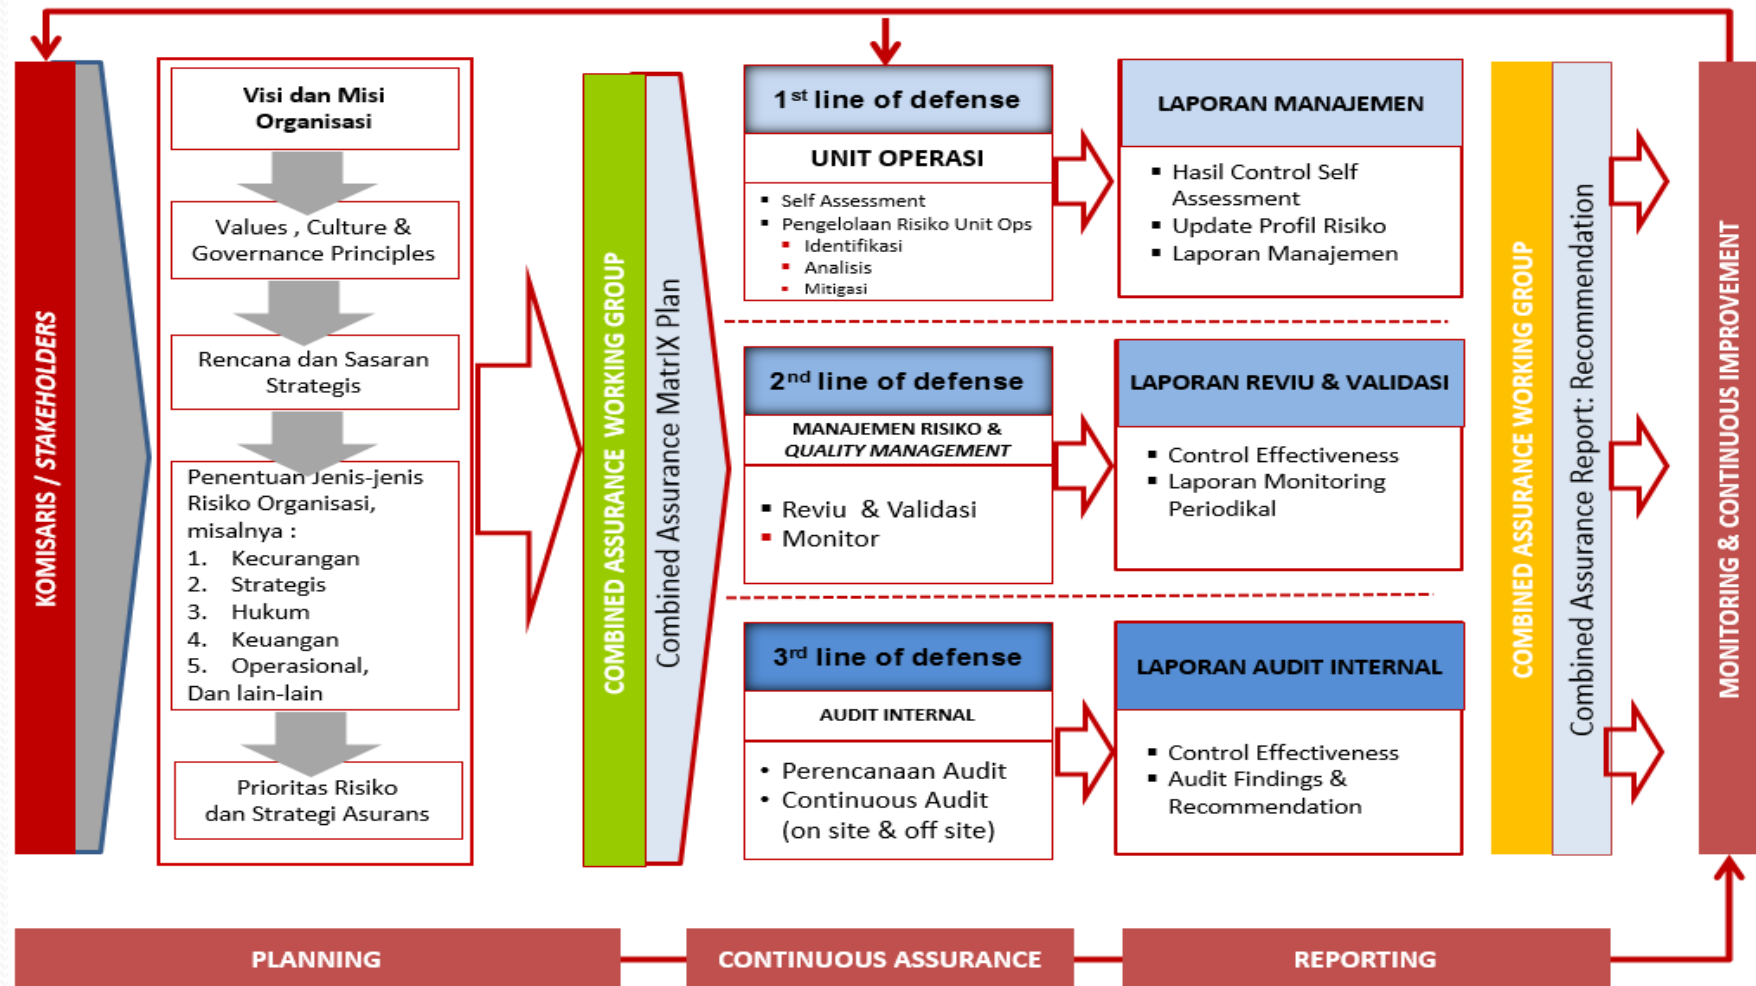 KOMISARIS / STAKEHOLDERS
Visi dan Misi
Organisasi
Values , Culture &
Governance Principles
Rencana dan Sasaran
Strategis
Penentuan Jenis-jenis
Risiko Organisasi,
misalnya :
1. Kecurangan
2. Strategis
3. Hukum
4. Keuangan
5. Operasional,
Dan lain-lain
Prioritas Risiko
dan Strategi Asurans
COMBINED ASSURANCE WORKING GROUP
Combined Assurance MatrIX Plan
1st line of defense
UNIT OPERASI
▪ Self Assessment
▪ Pengelolaan Risiko Unit Ops
▪ Identifikasi
▪ Analisis
▪ Mitigasi
LAPORAN MANAJEMEN
▪ Hasil Control Self
Assessment
▪ Update Profil Risiko
▪ Laporan Manajemen
2nd line of defense
MANAJEMEN RISIKO &
QUALITY MANAGEMENT
▪ Reviu & Validasi
▪ Monitor
LAPORAN REVIU & VALIDASI
▪ Control Effectiveness
▪ Laporan Monitoring
Periodikal
3rd line of defense
AUDIT INTERNAL
• Perencanaan Audit
• Continuous Audit
(on site & off site)
LAPORAN AUDIT INTERNAL
▪ Control Effectiveness
▪ Audit Findings &
Recommendation
COMBINED ASSURANCE WORKING GROUP
Combined Assurance Report: Recommendation
MONITORING & CONTINUOUS IMPROVEMENT
PLANNING
CONTINUOUS ASSURANCE
REPORTING